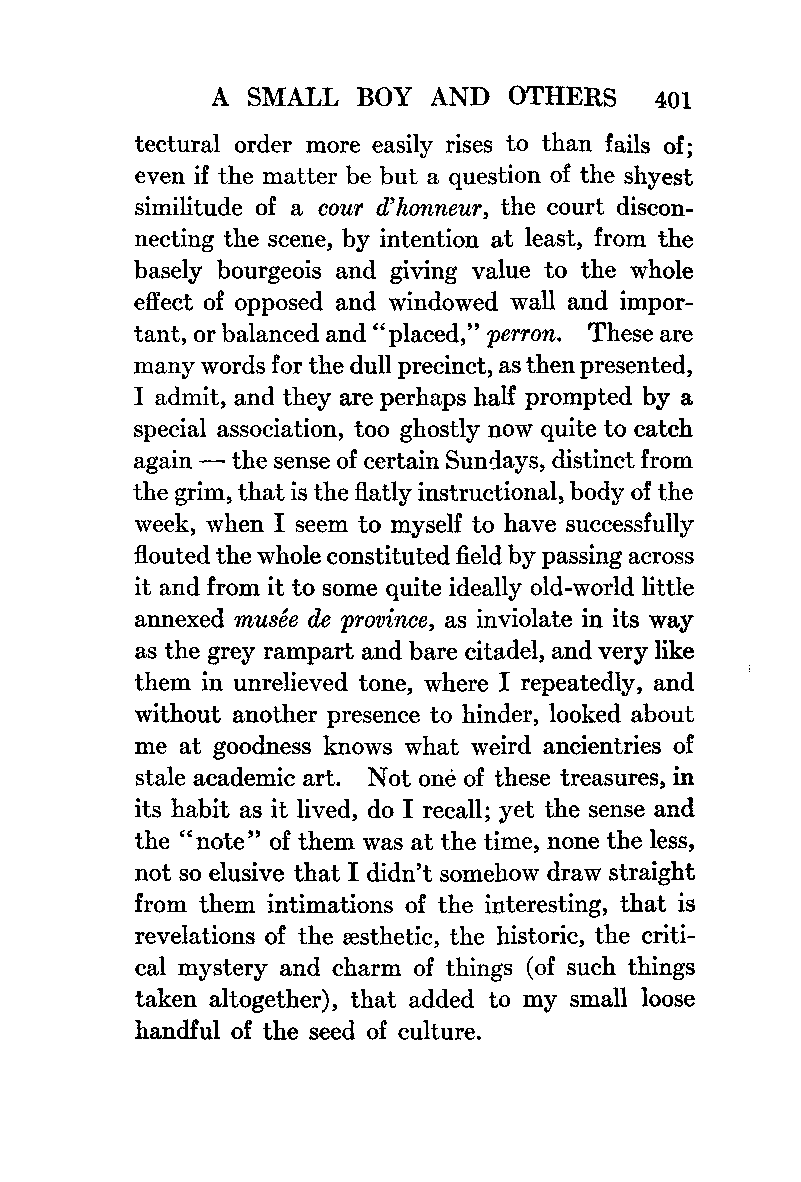 A SMALL BOY AND OTHERS 401
tectural order more easily rises to than fails of;
even if the matter be but a question of the shyest
similitude of a cour d'honneur, the court discon-
necting the scene, by intention at least, from the
basely bourgeois and giving value to the whole
effect of opposed and windowed wall and impor-
tant, or balanced and "placed," perron. These are
many words for the dull precinct, as then presented,
I admit, and they are perhaps half prompted by a
special association, too ghostly now quite to catch
again — the sense of certain Sundays, distinct from
the grim, that is the flatly instructional, body of the
week, when I seem to myself to have successfully
flouted the whole constituted field by passing across
it and from it to some quite ideally old-world little
annexed musée de province, as inviolate in its way
as the grey rampart and bare citadel, and very like
them in unrelieved tone, where I repeatedly, and
without another presence to hinder, looked about
me at goodness knows what weird ancientries of
stale academic art. Not one of these treasures, in
its habit as it lived, do I recall; yet the sense and
the "note" of them was at the time, none the less,
not so elusive that I didn't somehow draw straight
from them intimations of the interesting, that is
revelations of the æsthetic, the historic, the criti-
cal mystery and charm of things (of such things
taken altogether), that added to my small loose
handful of the seed of culture.